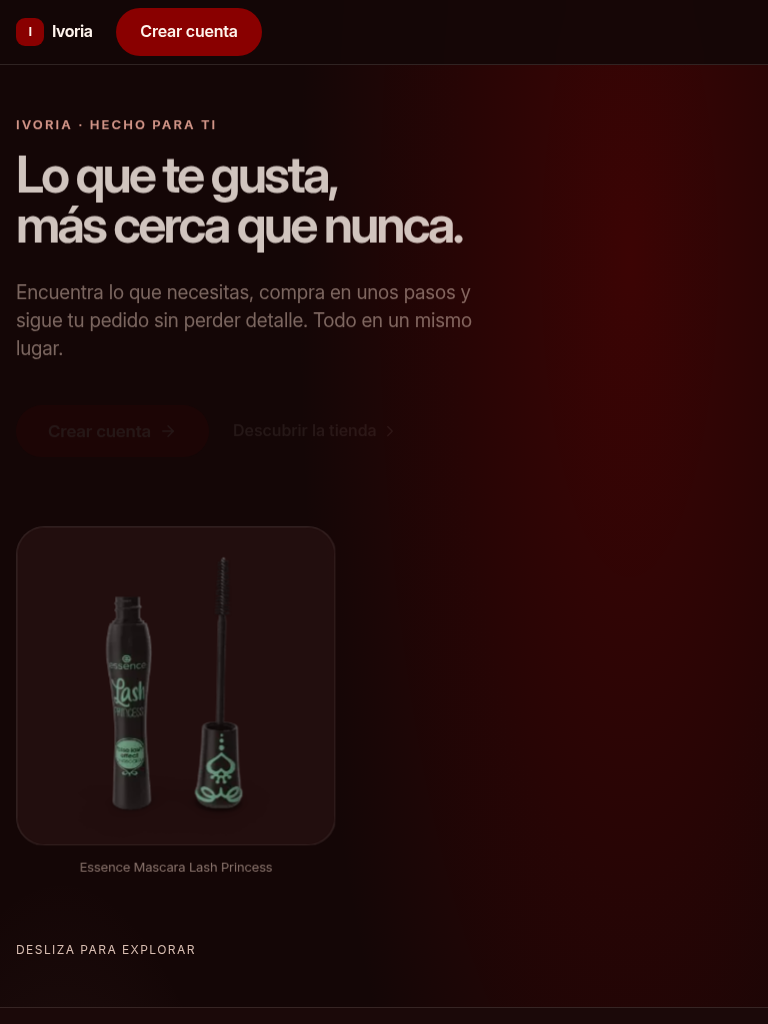 I Ivoria Crear cuenta
IVORIA · HECHO PARA TI
Lo que te gusta,
más cerca que nunca.
Encuentra lo que necesitas, compra en unos pasos y
sigue tu pedido sin perder detalle. Todo en un mismo
lugar.
Crear cuenta → Descubrir la tienda >
essence
Lash
PRINCESS
Essence Mascara Lash Princess
DESLIZA PARA EXPLORAR